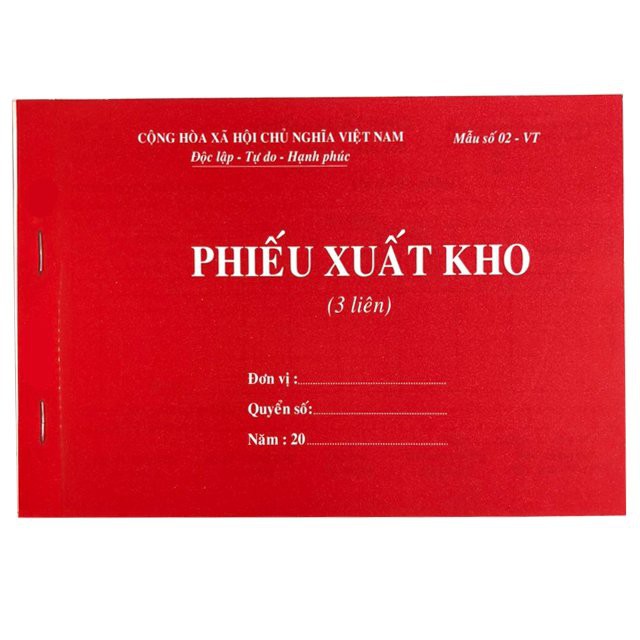 CỘNG HÒA XÃ HỘI CHỦ NGHĨA VIỆT NAM
Mẫu số 02 - VT
Độc lập - Tự do - Hạnh phúc
PHIẾU XUẤT KHO
(3 liên)
Đơn vị :
Quyển số:
Năm : 20